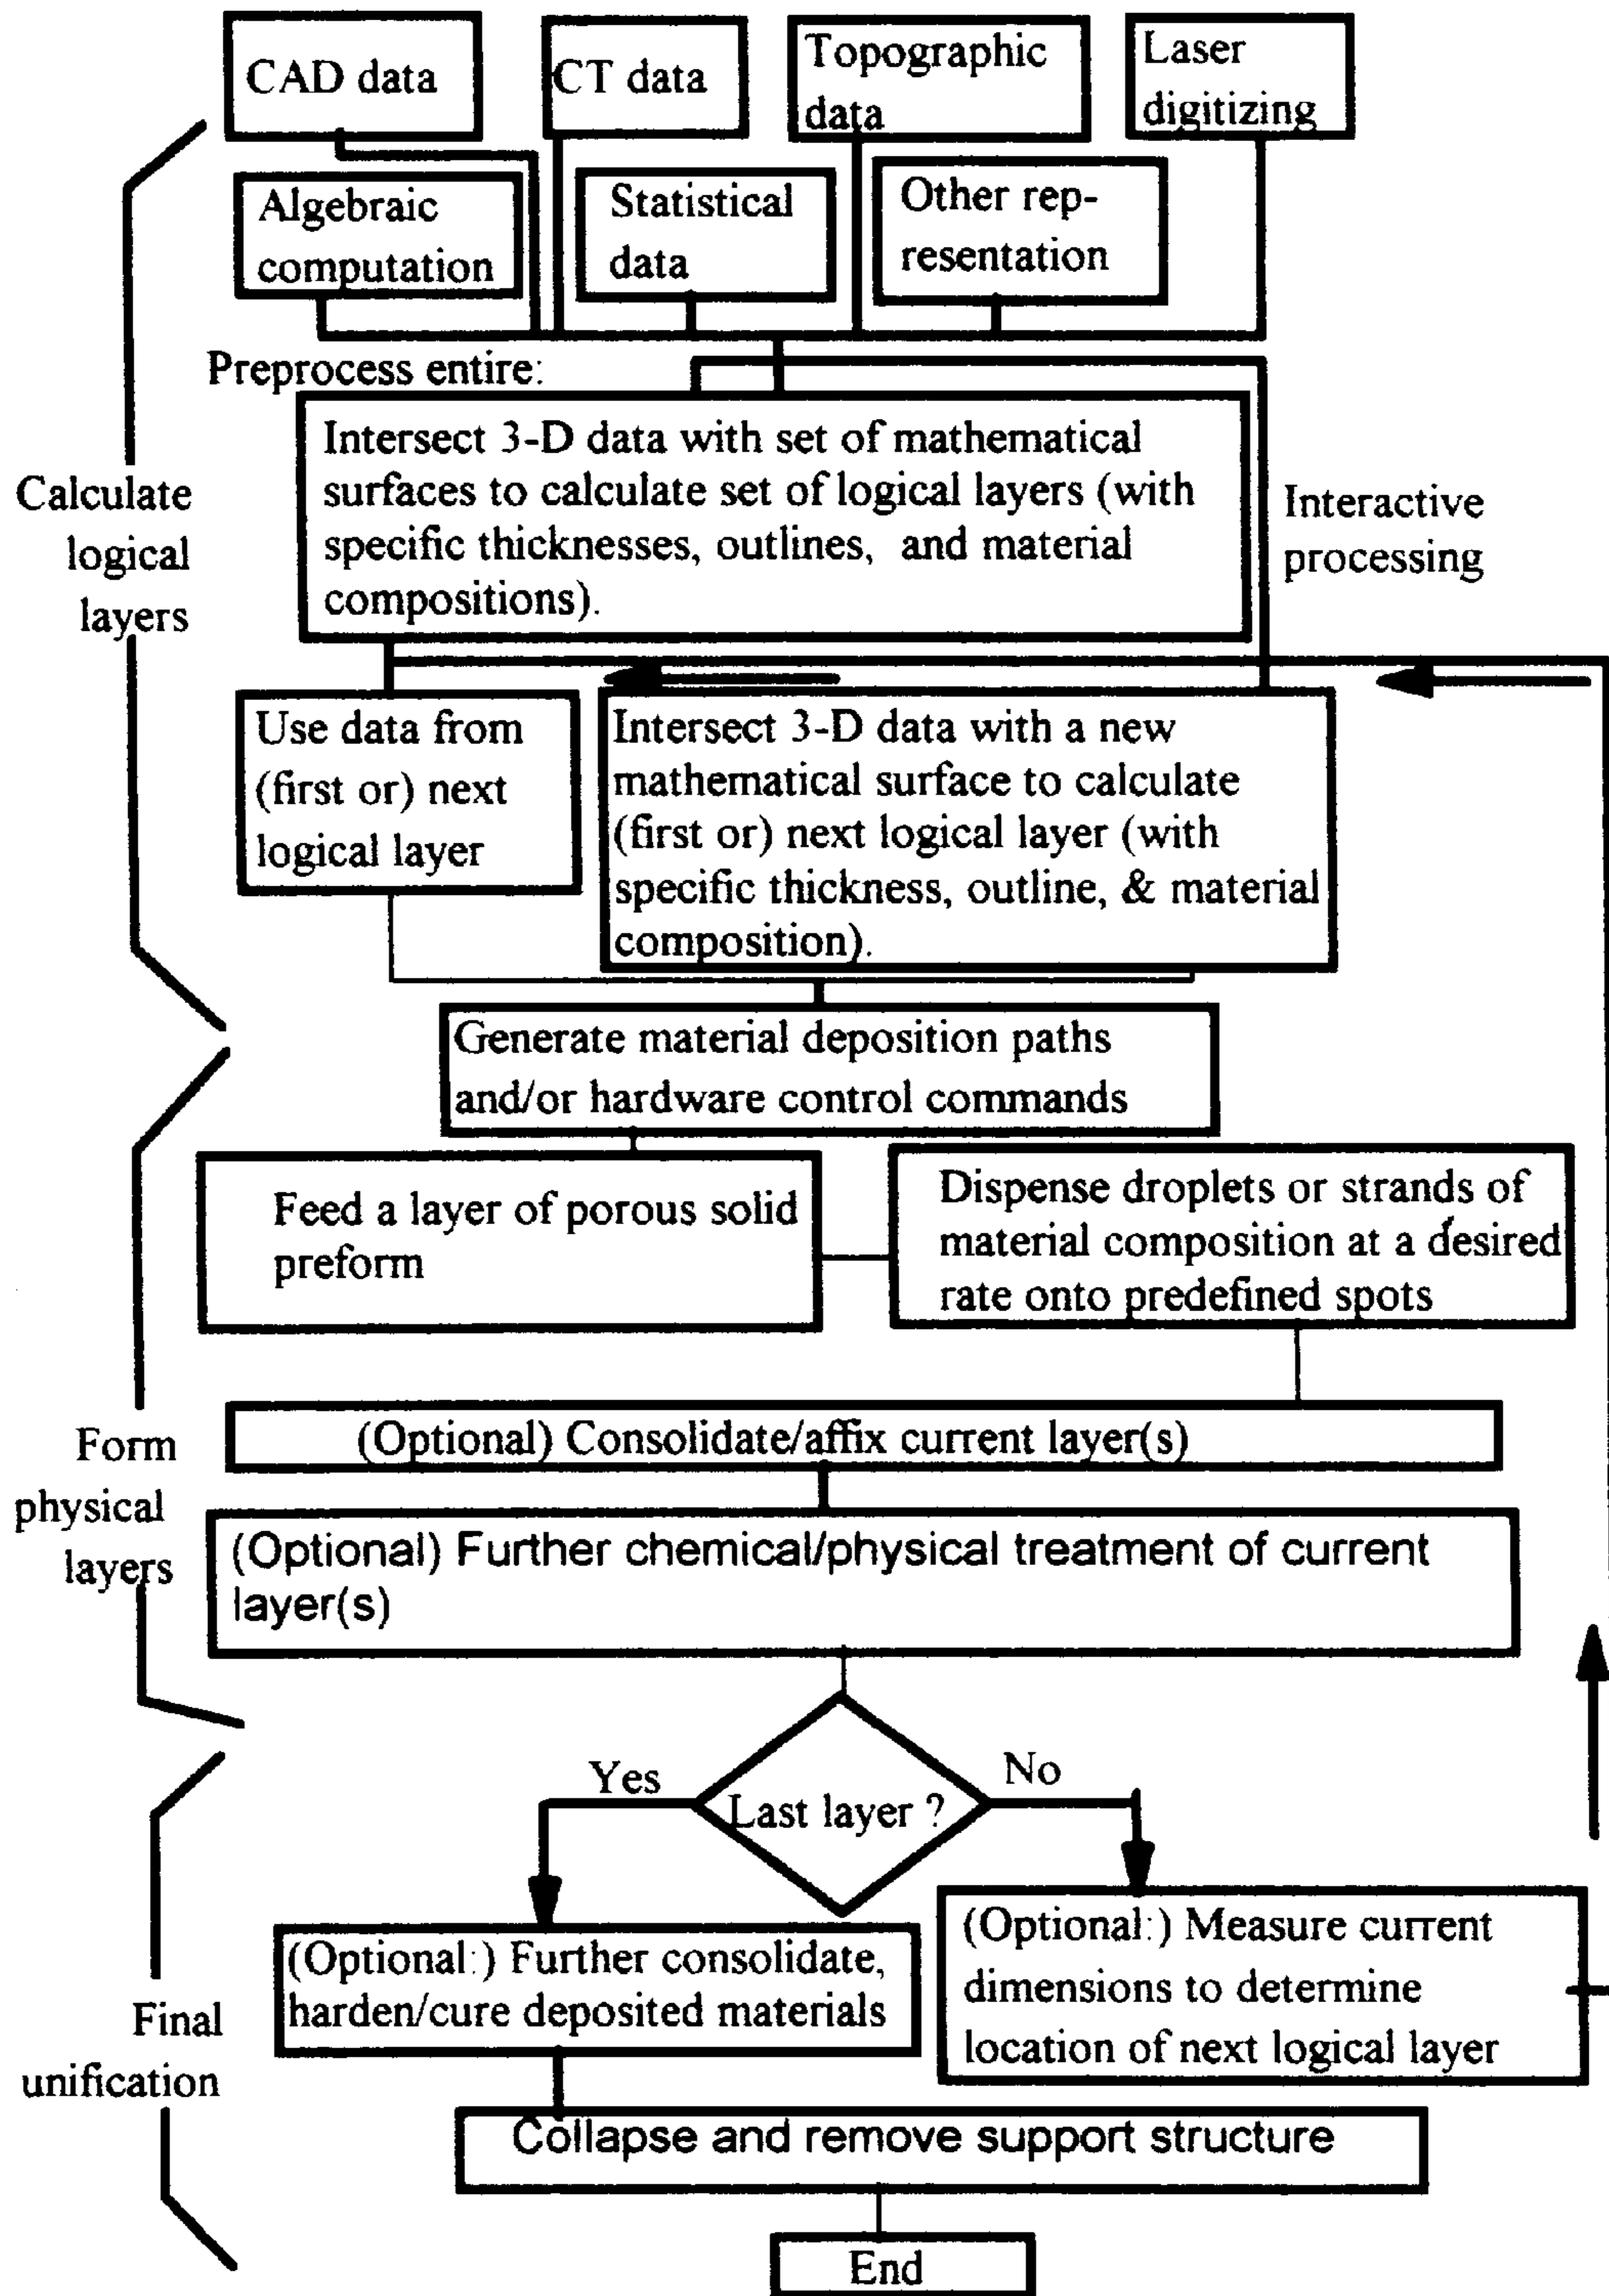 CAD data
CT data
Topographic
data
Laser
digitizing
Algebraic
computation
Statistical
data
Other rep-
resentation
Preprocess entire:
Intersect 3-D data with set of mathematical
surfaces to calculate set of logical layers (with
specific thicknesses, outlines, and material
compositions).
Interactive
processing
Calculate
logical
layers
Use data from
(first or) next
logical layer
Intersect 3-D data with a new
mathematical surface to calculate
(first or) next logical layer (with
specific thickness, outline, & material
composition).
Generate material deposition paths
and/or hardware control commands
Feed a layer of porous solid
preform
Dispense droplets or strands of
material composition at a desired
rate onto predefined spots
(Optional) Consolidate/affix current layer(s)
Form
physical
layers
(Optional) Further chemical/physical treatment of current
layer(s)
Yes
No
Last layer ?
(Optional:) Further consolidate,
harden/cure deposited materials
(Optional:) Measure current
dimensions to determine
location of next logical layer
Final
unification
Collapse and remove support structure
End